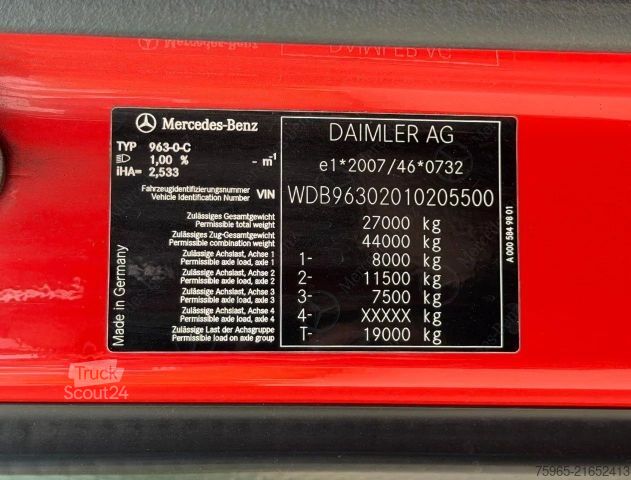 Mercedes-Benz
DAIMLER AG
TYP 963-0-C
1,00 % - m-1
iHA= 2,533
e1*2007/46*0732
Fahrzeugidentifizierungsnummer
Vehicle Identification Number VIN WDB96302010205500
Zulässiges Gesamtgewicht
Permissible total weight 27000 kg
Zulässiges Zug-Gesamtgewicht
Permissible combination weight 44000 kg
Zulässige Achslast, Achse 1
Permissible axle load, axle 1 1- 8000 kg
Zulässige Achslast, Achse 2
Permissible axle load, axle 2 2- 11500 kg
Zulässige Achslast, Achse 3
Permissible axle load, axle 3 3- 7500 kg
Zulässige Achslast, Achse 4
Permissible axle load, axle 4 4- XXXXX kg
Zulässige Last der Achsgruppe
Permissible load on axle group T- 19000 kg
Made in Germany
A 000 584 98 01
Truck
Scout24
75965-21652413